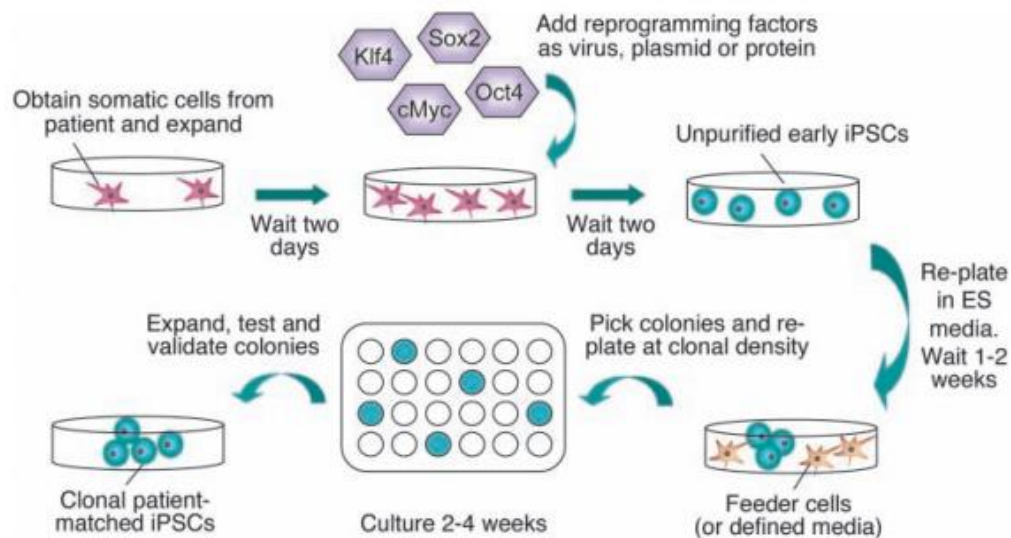 Klf4
Sox2
cMyc
Oct4
Add reprogramming factors
as virus, plasmid or protein
Obtain somatic cells from
patient and expand
Wait two
days
Wait two
days
Unpurified early iPSCs
Re-plate
in ES
media.
Wait 1-2
weeks
Feeder cells
(or defined media)
Pick colonies and re-
plate at clonal density
Culture 2-4 weeks
Expand, test and
validate colonies
Clonal patient-
matched iPSCs